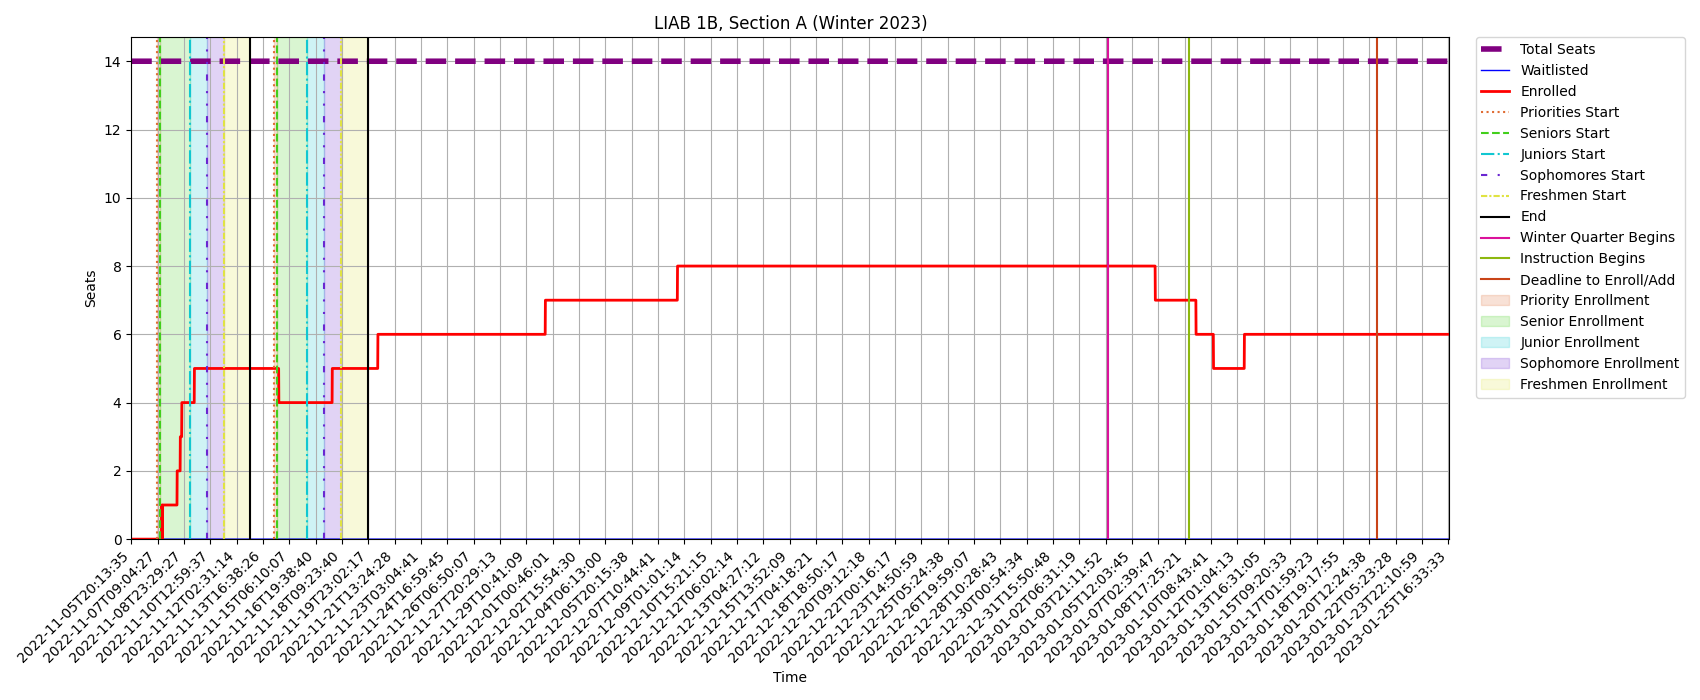 LIAB 1B, Section A (Winter 2023)
14
12
10
8
6
4
2
0
Seats
2022-11-05T20:13:35
2022-11-07T09:04:27
2022-11-08T23:29:27
2022-11-10T12:59:37
2022-11-12T02:31:14
2022-11-13T16:38:26
2022-11-15T06:10:07
2022-11-16T19:38:40
2022-11-18T09:23:40
2022-11-19T23:02:17
2022-11-21T13:24:28
2022-11-23T03:04:41
2022-11-24T16:59:45
2022-11-26T06:50:07
2022-11-27T20:29:13
2022-11-29T10:41:09
2022-12-01T00:46:01
2022-12-02T15:54:30
2022-12-04T06:13:00
2022-12-05T20:15:38
2022-12-07T10:44:41
2022-12-09T01:01:14
2022-12-10T15:21:15
2022-12-12T06:02:14
2022-12-13T04:27:12
2022-12-15T13:52:09
2022-12-17T04:18:21
2022-12-18T18:50:17
2022-12-20T09:12:18
2022-12-22T00:16:17
2022-12-23T14:50:59
2022-12-25T05:24:38
2022-12-26T19:59:07
2022-12-28T10:28:43
2022-12-30T00:54:34
2022-12-31T15:50:48
2023-01-02T06:31:19
2023-01-03T21:11:52
2023-01-05T12:03:45
2023-01-07T02:39:47
2023-01-08T17:25:21
2023-01-10T08:43:41
2023-01-12T01:04:13
2023-01-13T16:31:05
2023-01-15T09:20:33
2023-01-17T01:59:23
2023-01-18T19:17:55
2023-01-20T12:24:38
2023-01-22T05:23:28
2023-01-23T22:10:59
2023-01-25T16:33:33
Time
Total Seats
Waitlisted
Enrolled
Priorities Start
Seniors Start
Juniors Start
Sophomores Start
Freshmen Start
End
Winter Quarter Begins
Instruction Begins
Deadline to Enroll/Add
Priority Enrollment
Senior Enrollment
Junior Enrollment
Sophomore Enrollment
Freshmen Enrollment